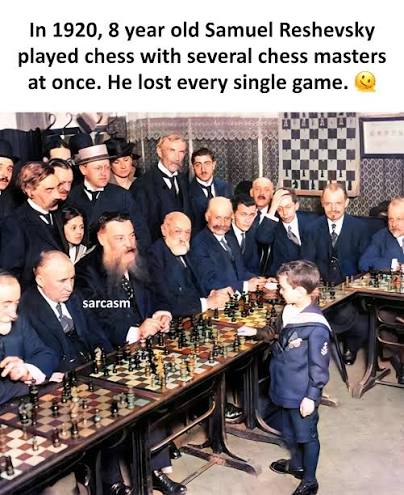 In 1920, 8 year old Samuel Reshevsky
played chess with several chess masters
at once. He lost every single game. 🫠
sarcasm